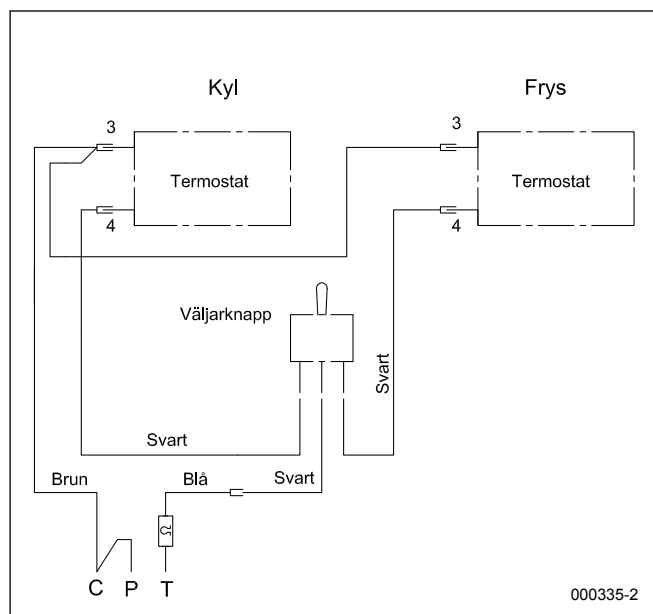 Kyl Frys
3 3
Termostat Termostat
4 4
Väljarknapp
Svart
Svart
Brun Blå Svart
C P T
000335-2